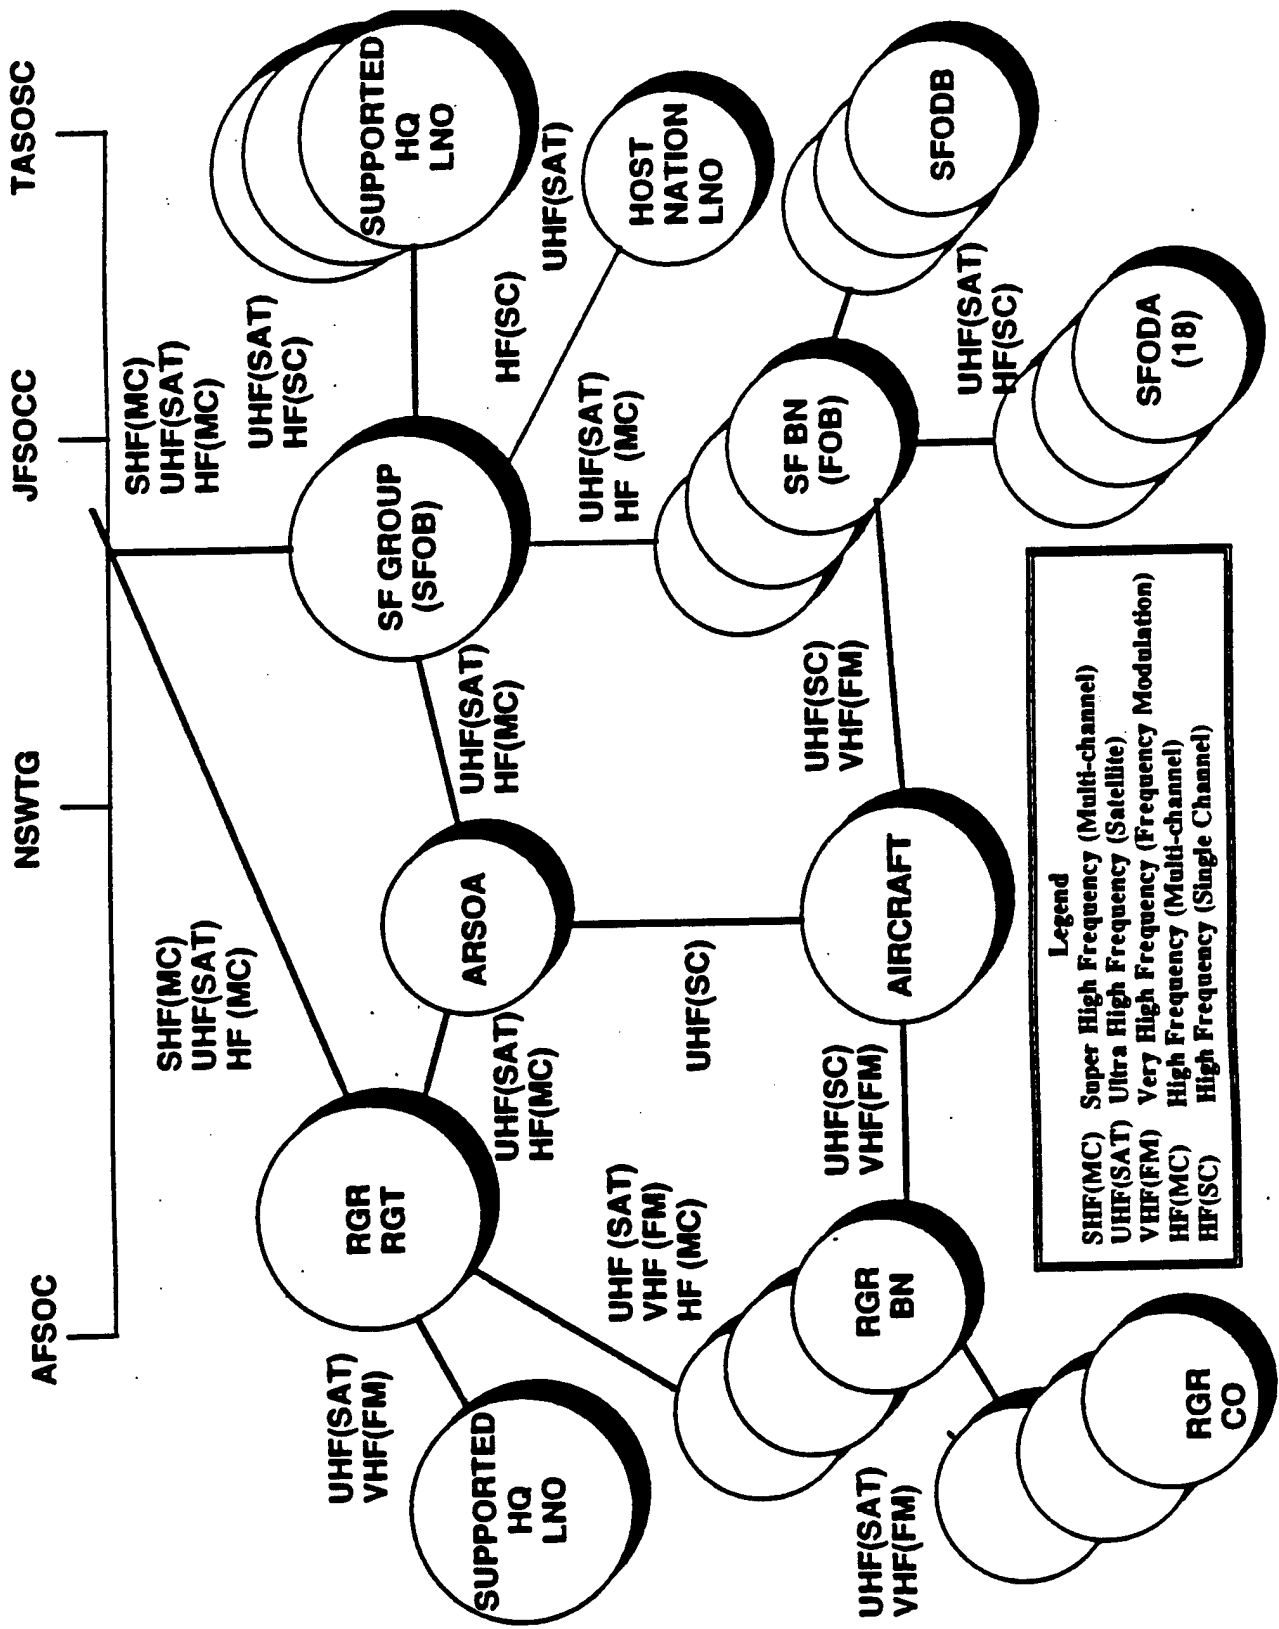 AFSOC
NSWTG
JFSOCC
TASOSC
SHF(MC)
UHF(SAT)
HF (MC)
SHF(MC)
UHF(SAT)
HF(MC)
UHF(SAT)
HF(SC)
SUPPORTED
HQ
LNO
UHF(SAT)
VHF(FM)
RGR
RGT
SF GROUP
(SFOB)
UHF(SAT)
HF(MC)
ARSOA
UHF(SAT)
HF(MC)
HF(SC)
UHF(SAT)
SUPPORTED
HQ
LNO
HOST
NATION
LNO
UHF (SAT)
VHF (FM)
HF (MC)
UHF(SC)
UHF(SAT)
HF (MC)
RGR
BN
UHF(SC)
VHF(FM)
AIRCRAFT
UHF(SC)
VHF(FM)
SF BN
(FOB)
SFODB
UHF(SAT)
VHF(FM)
UHF(SAT)
HF(SC)
RGR
CO
SFODA
(18)
Legend
SHF(MC) Super High Frequency (Multi-channel)
UHF(SAT) Ultra High Frequency (Satellite)
VHF(FM) Very High Frequency (Frequency Modulation)
HF(MC) High Frequency (Multi-channel)
HF(SC) High Frequency (Single Channel)